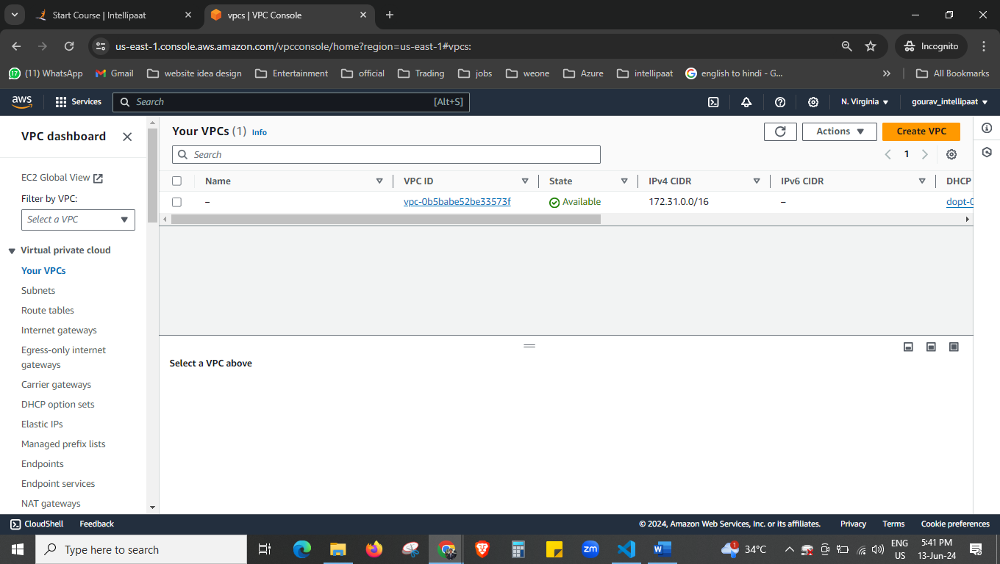 Start Course | Intellipaat
vpcs | VPC Console
us-east-1.console.aws.amazon.com/vpcconsole/home?region=us-east-1#vpcs:
Incognito
(11) WhatsApp
Gmail
website idea design
Entertainment
official
Trading
jobs
weone
Azure
intellipaat
english to hindi - G...
All Bookmarks
aws
Services
Search
[Alt+S]
N. Virginia
gourav_intellipaat
VPC dashboard
EC2 Global View
Filter by VPC:
Select a VPC
Virtual private cloud
Your VPCs
Subnets
Route tables
Internet gateways
Egress-only internet
gateways
Carrier gateways
DHCP option sets
Elastic IPs
Managed prefix lists
Endpoints
Endpoint services
NAT gateways
Your VPCs (1) Info
Actions
Create VPC
Search
1
Name VPC ID State IPv4 CIDR IPv6 CIDR DHCP
– vpc-0b5babe52be33573f Available 172.31.0.0/16 – dopt-0
Select a VPC above
CloudShell Feedback
© 2024, Amazon Web Services, Inc. or its affiliates. Privacy Terms Cookie preferences
Type here to search
zm
1
34°C
ENG
US
5:41 PM
13-Jun-24